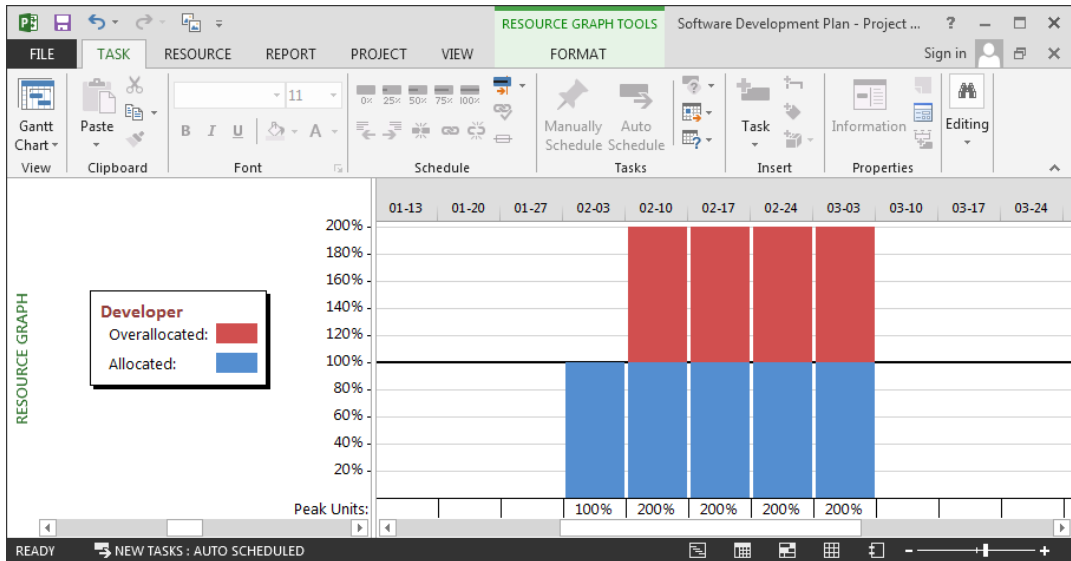 RESOURCE GRAPH TOOLS Software Development Plan - Project ... ?
FILE TASK RESOURCE REPORT PROJECT VIEW FORMAT Sign in
11 0% 25% 50% 75% 100%
Gantt Chart Paste B I U A Manually Schedule Auto Schedule Task Information Editing
View Clipboard Font Schedule Tasks Insert Properties
01-13 01-20 01-27 02-03 02-10 02-17 02-24 03-03 03-10 03-17 03-24
200%
180%
160%
140%
120%
100%
80%
60%
40%
20%
RESOURCE GRAPH
Developer
Overallocated:
Allocated:
Peak Units: 100% 200% 200% 200% 200%
READY NEW TASKS : AUTO SCHEDULED